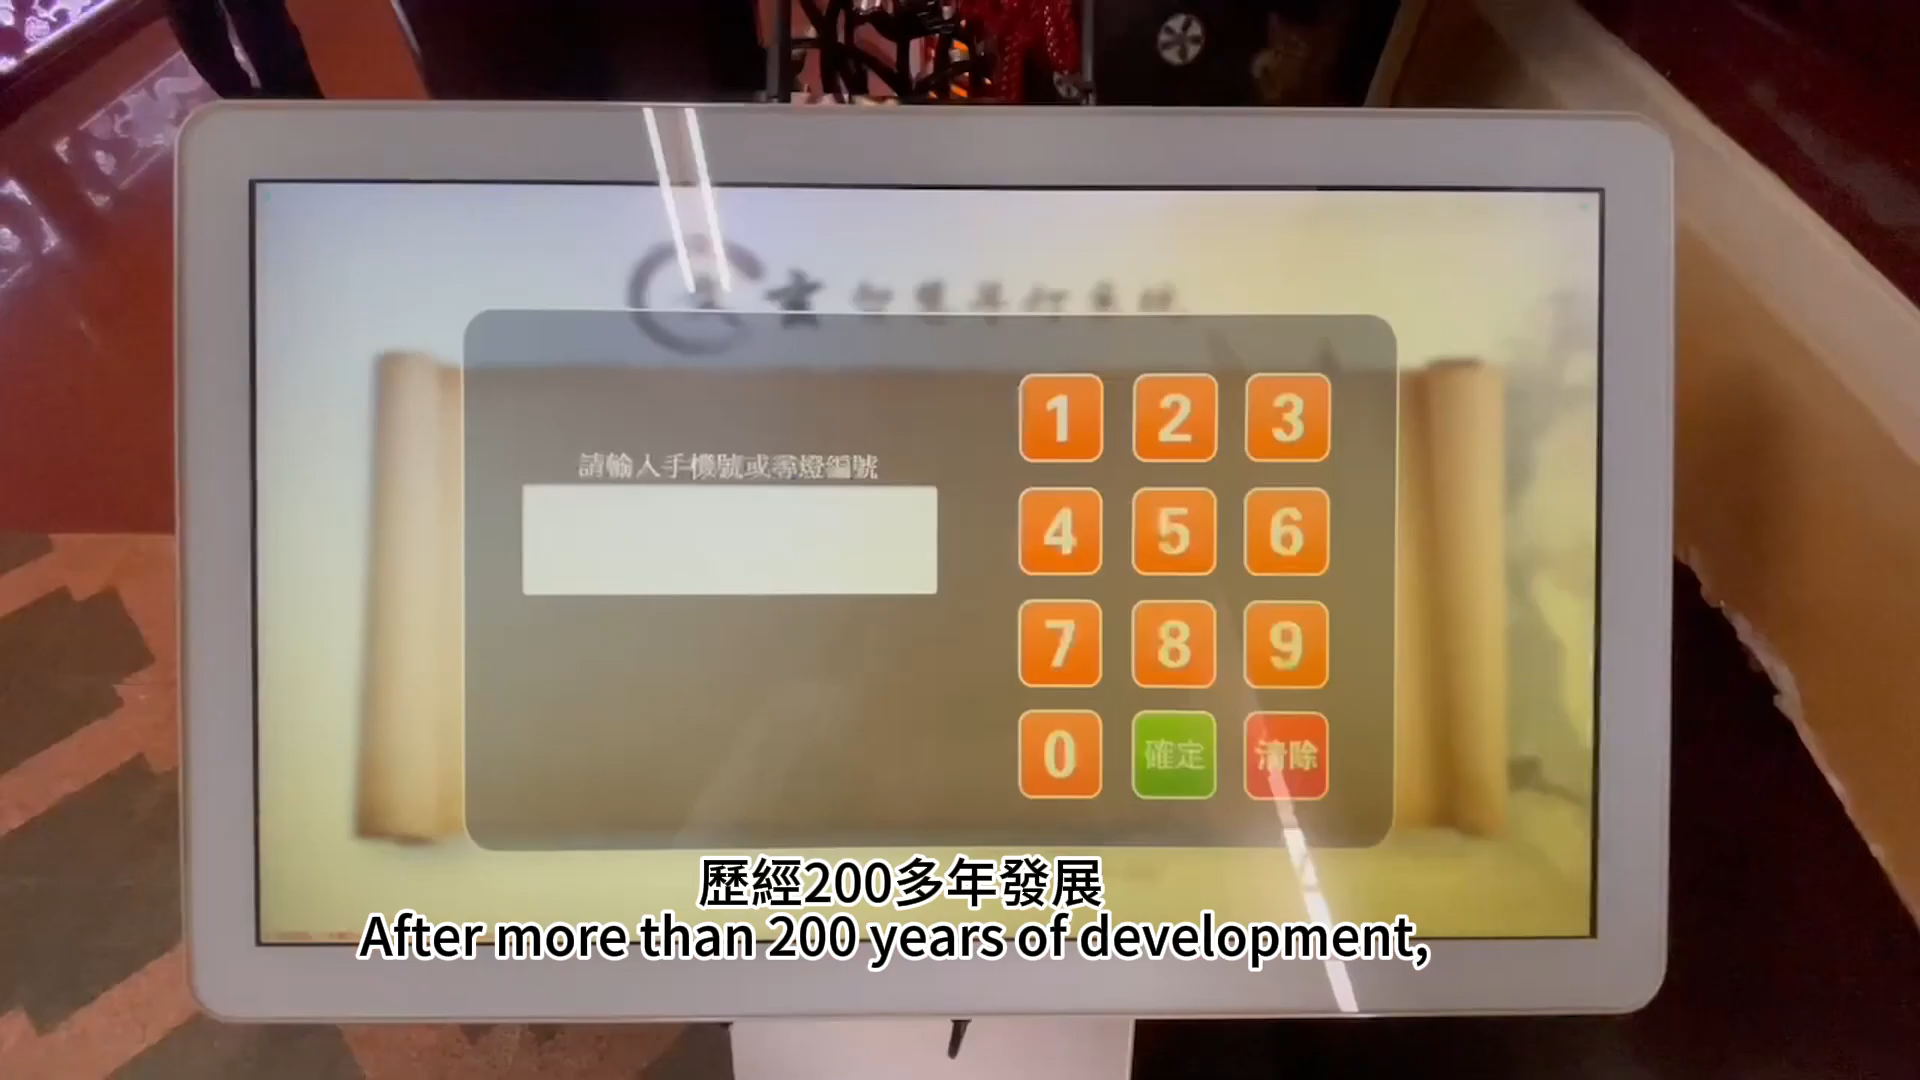 請輸入手機號或尋燈編號
1 2 3
4 5 6
7 8 9
0 確定 清除
歷經200多年發展
After more than 200 years of development,